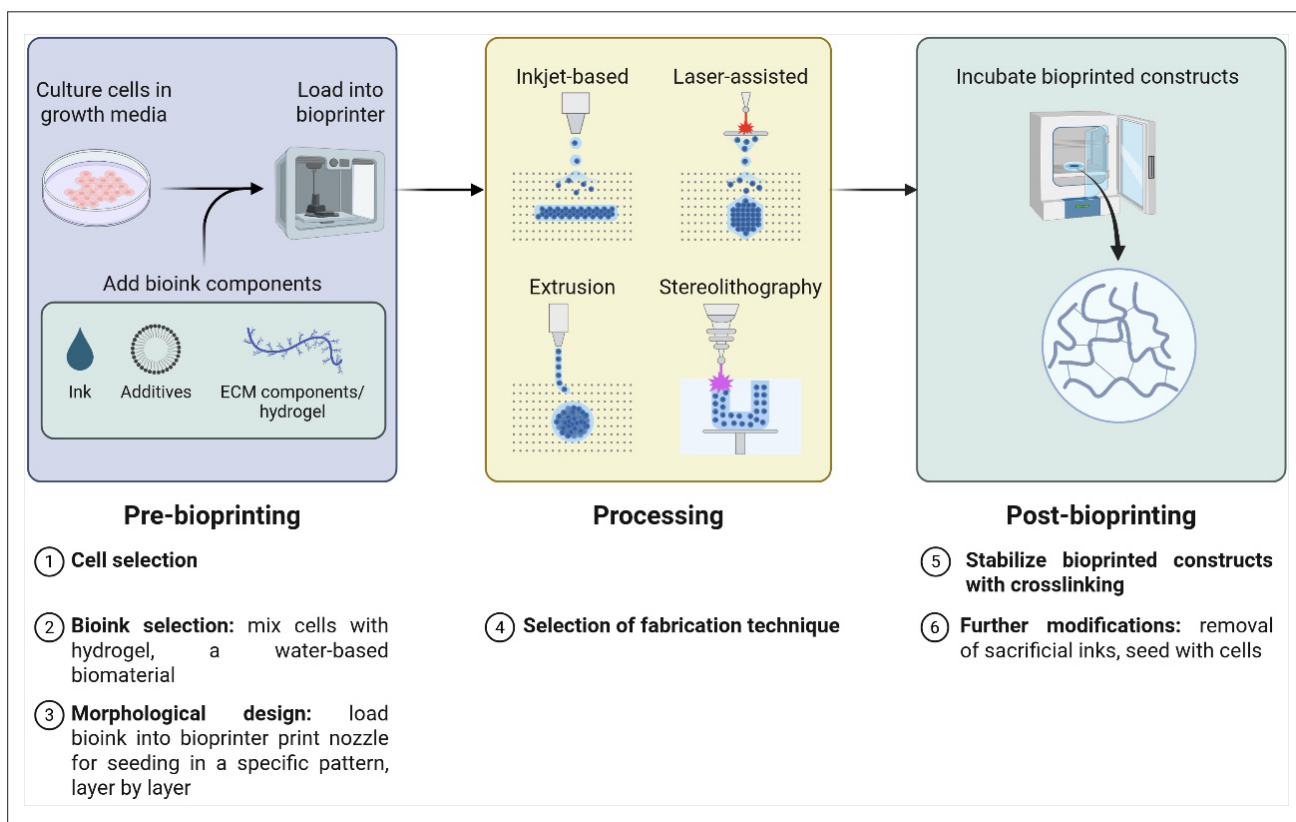 Culture cells in
growth media
Load into
bioprinter
Add bioink components
Ink
Additives
ECM components/
hydrogel
Inkjet-based
Laser-assisted
Extrusion
Stereolithography
Incubate bioprinted constructs
Pre-bioprinting
1 Cell selection
2 Bioink selection: mix cells with
hydrogel, a water-based
biomaterial
3 Morphological design: load
bioink into bioprinter print nozzle
for seeding in a specific pattern,
layer by layer
Processing
4 Selection of fabrication technique
Post-bioprinting
5 Stabilize bioprinted constructs
with crosslinking
6 Further modifications: removal
of sacrificial inks, seed with cells